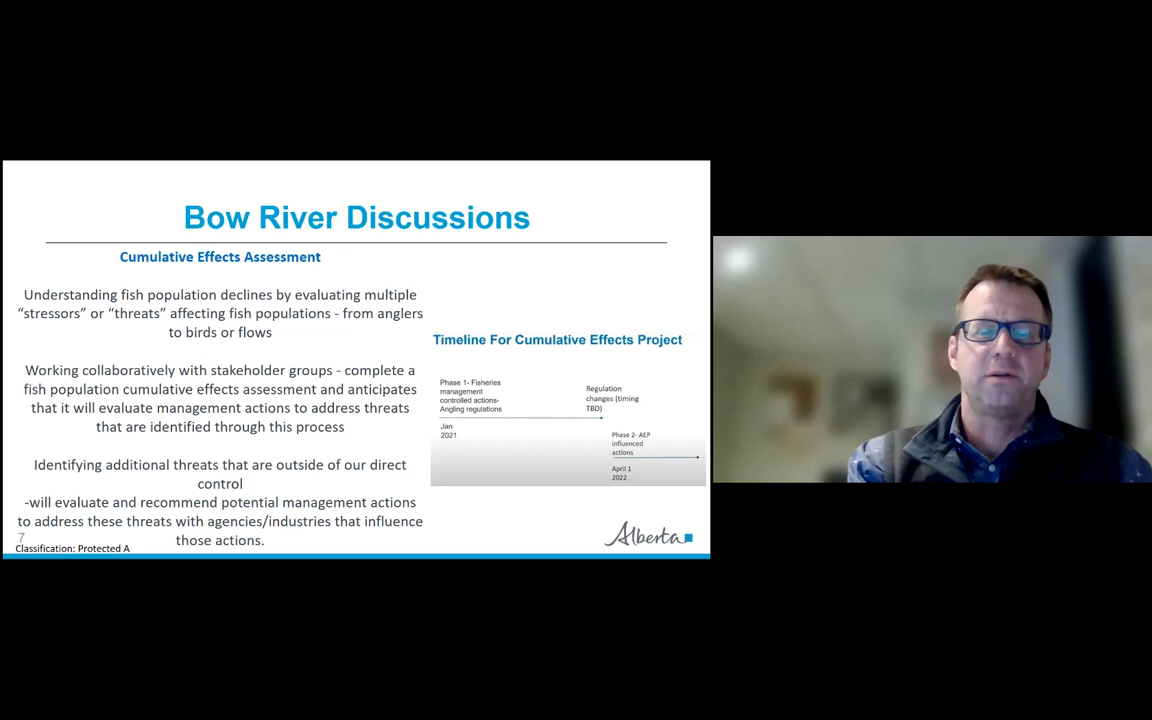 Bow River Discussions
Cumulative Effects Assessment
Understanding fish population declines by evaluating multiple
“stressors” or “threats” affecting fish populations - from anglers
to birds or flows
Working collaboratively with stakeholder groups - complete a
fish population cumulative effects assessment and anticipates
that it will evaluate management actions to address threats
that are identified through this process
Identifying additional threats that are outside of our direct
control
-will evaluate and recommend potential management actions
to address these threats with agencies/industries that influence
those actions.
7
Classification: Protected A
Timeline For Cumulative Effects Project
Phase 1- Fisheries
management
controlled actions-
Angling regulations
Jan
2021
Regulation
changes (timing
TBD)
Phase 2- AEP
influenced
actions
April 1
2022
Alberta